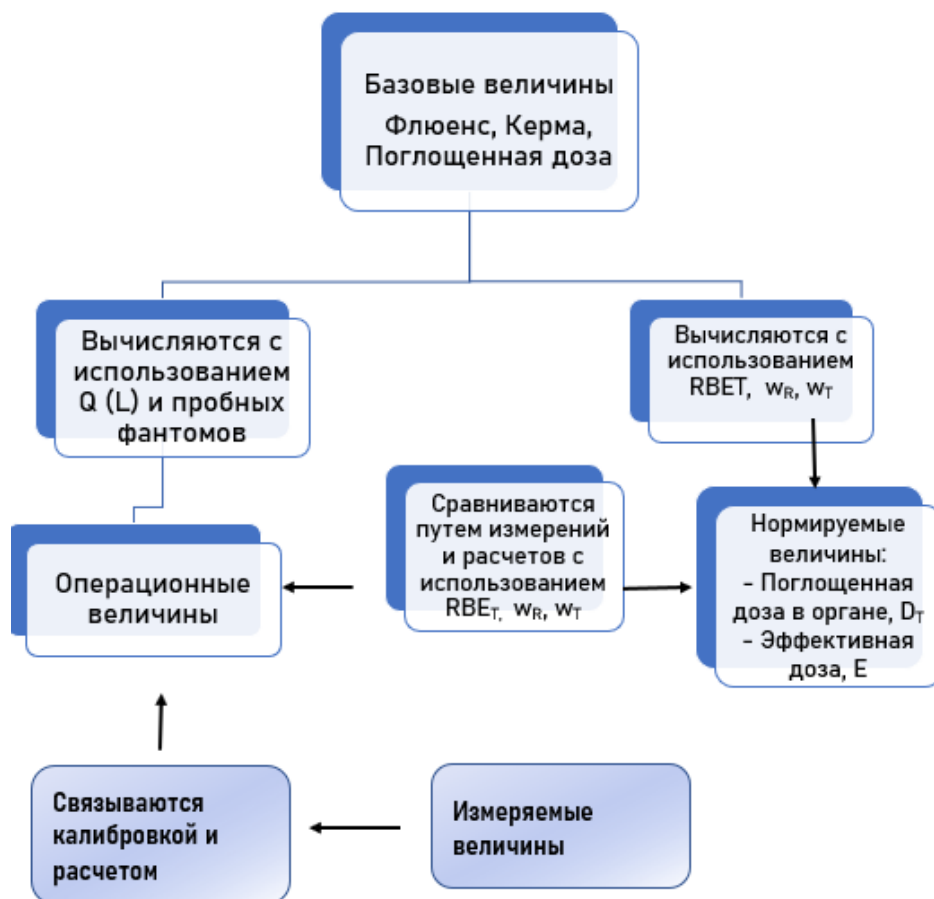 Базовые величины
Флюенс, Керма,
Поглощенная доза
Вычисляются с
использованием
Q (L) и пробных
фантомов
Вычисляются с
использованием
RBET, wR, wT
Сравниваются
путем измерений
и расчетов с
использованием
RBET, wR, wT
Операционные
величины
Нормируемые
величины:
- Поглощенная
доза в органе, DT
- Эффективная
доза, E
Связываются
калибровкой и
расчетом
Измеряемые
величины